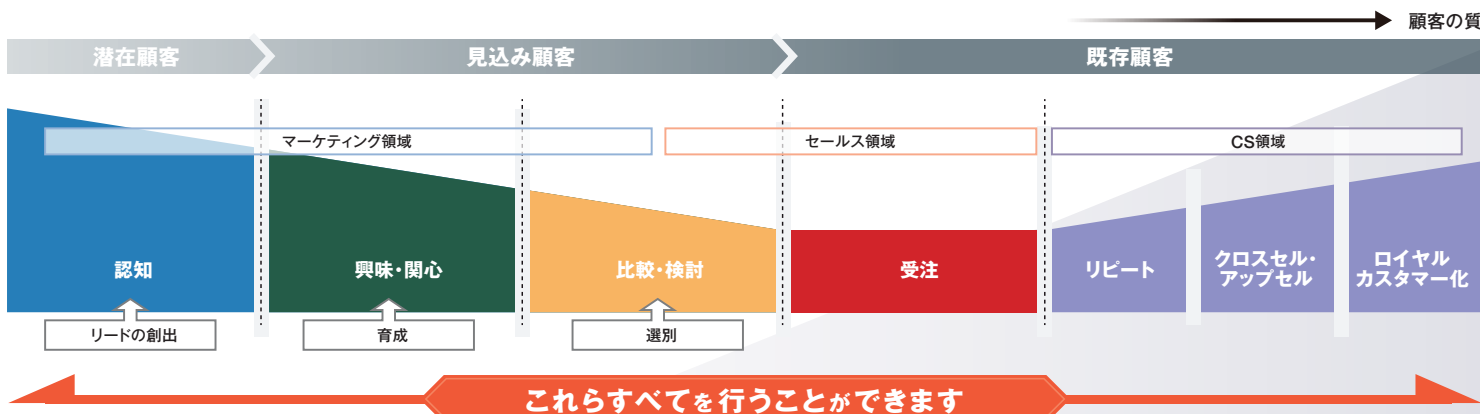 顧客の質
潜在顧客
見込み顧客
既存顧客
マーケティング領域
セールス領域
CS領域
認知
興味・関心
比較・検討
受注
リピート
クロスセル・
アップセル
ロイヤル
カスタマー化
リードの創出
育成
選別
これらすべてを行うことができます